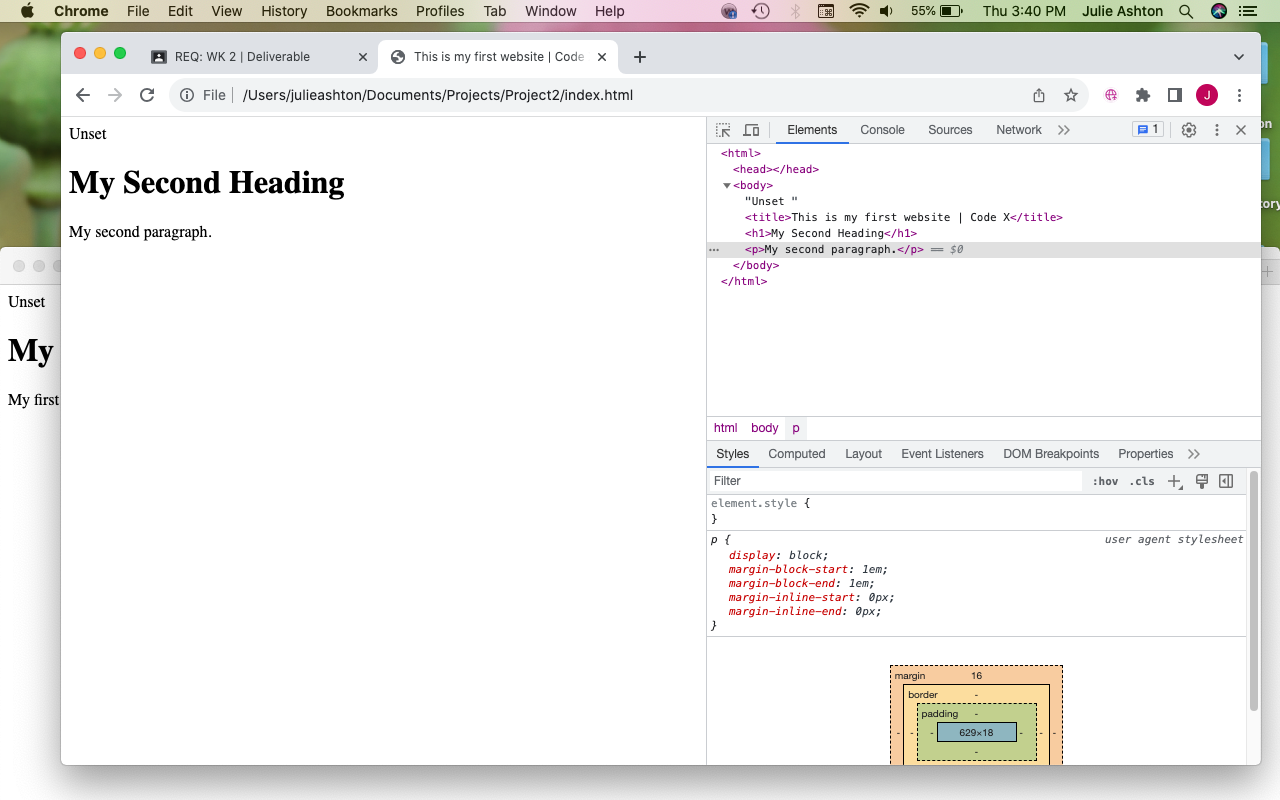 Chrome File Edit View History Bookmarks Profiles Tab Window Help 55% Thu 3:40 PM Julie Ashton
REQ: WK 2 | Deliverable This is my first website | Code
File /Users/julieashton/Documents/Projects/Project2/index.html J
Unset
My Second Heading
My second paragraph.
Elements Console Sources Network 1
<html>
<head></head>
<body>
"Unset "
<title>This is my first website | Code X</title>
<h1>My Second Heading</h1>
<p>My second paragraph.</p> == $0
</body>
</html>
html body p
Styles Computed Layout Event Listeners DOM Breakpoints Properties
Filter :hov .cls
element.style {
}
p { user agent stylesheet
display: block;
margin-block-start: 1em;
margin-block-end: 1em;
margin-inline-start: 0px;
margin-inline-end: 0px;
}
margin 16
border -
padding -
- - - 629×18 - - -
-
Unset
My
My first
on
ory